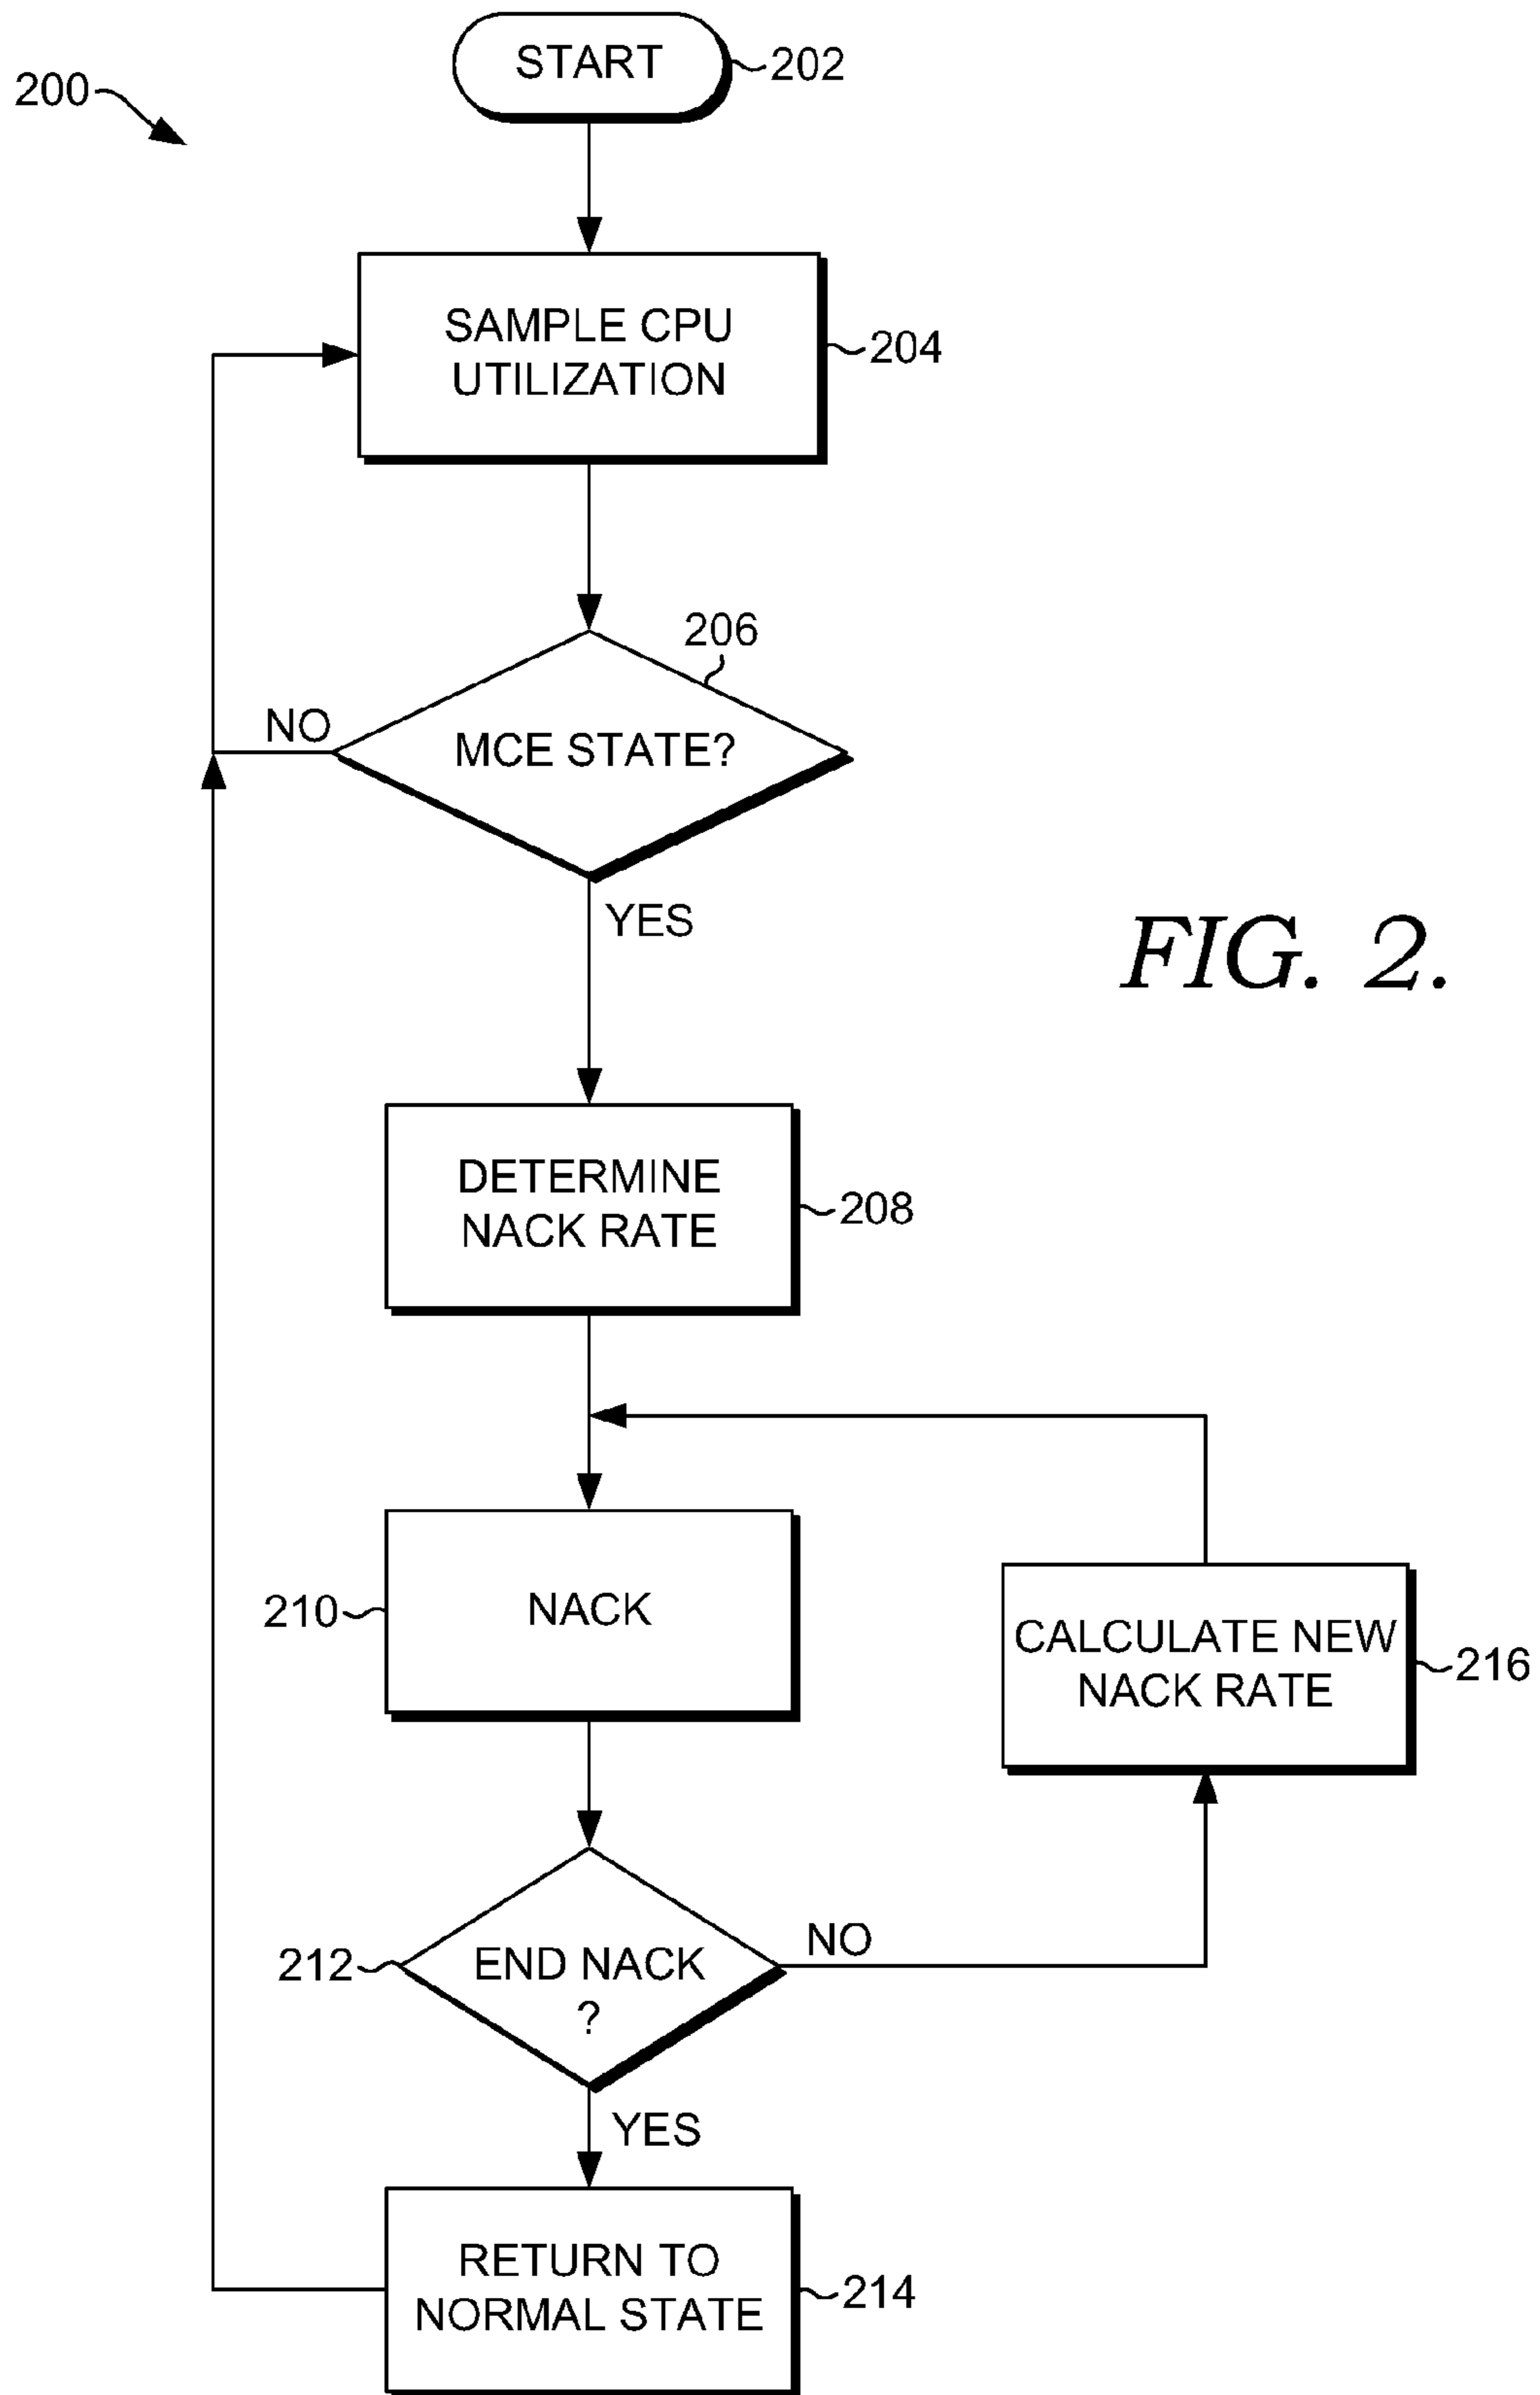 START
202
200
SAMPLE CPU
UTILIZATION
204
206
NO
MCE STATE?
YES
FIG. 2.
DETERMINE
NACK RATE
208
210
NACK
CALCULATE NEW
NACK RATE
216
212
END NACK
?
NO
YES
RETURN TO
NORMAL STATE
214